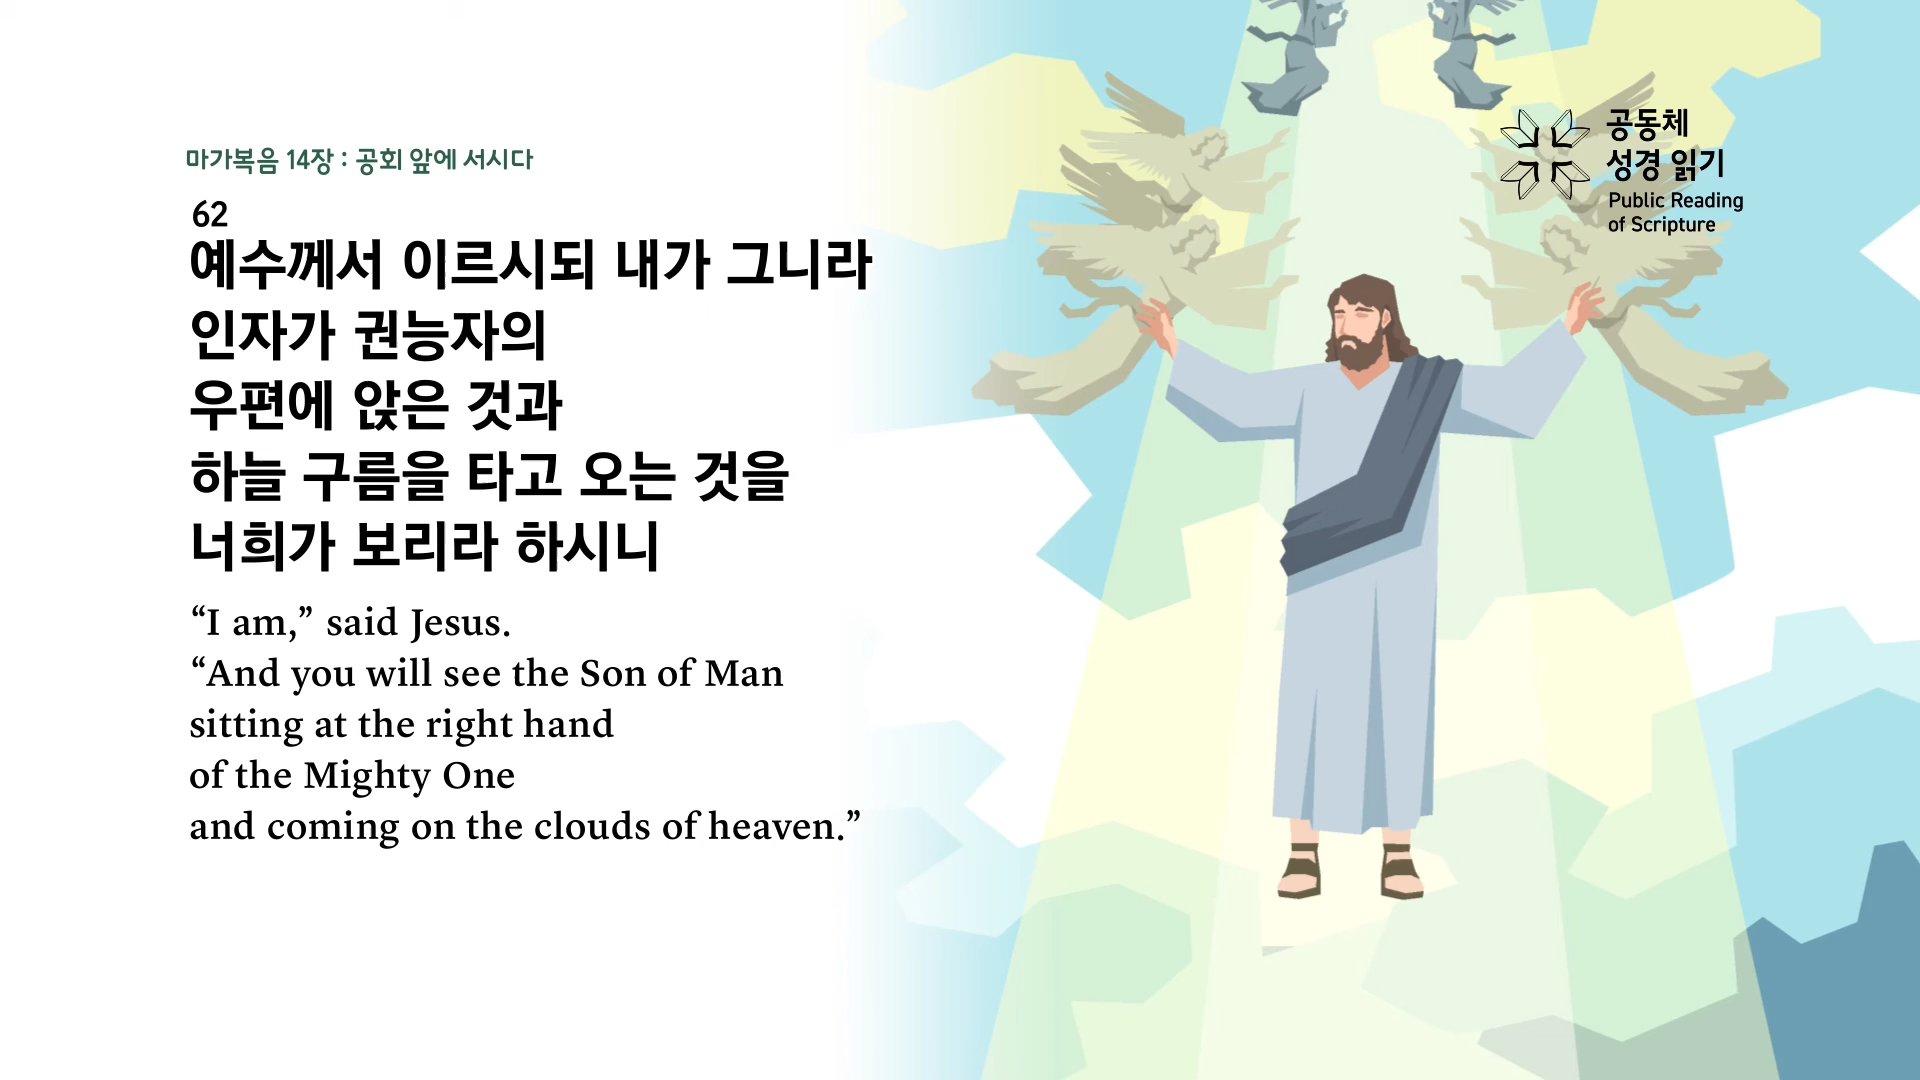 마가복음 14장 : 공회 앞에 서시다
62
예수께서 이르시되 내가 그니라
인자가 권능자의
우편에 앉은 것과
하늘 구름을 타고 오는 것을
너희가 보리라 하시니
“I am,” said Jesus.
“And you will see the Son of Man
sitting at the right hand
of the Mighty One
and coming on the clouds of heaven.”
공동체
성경 읽기
Public Reading
of Scripture